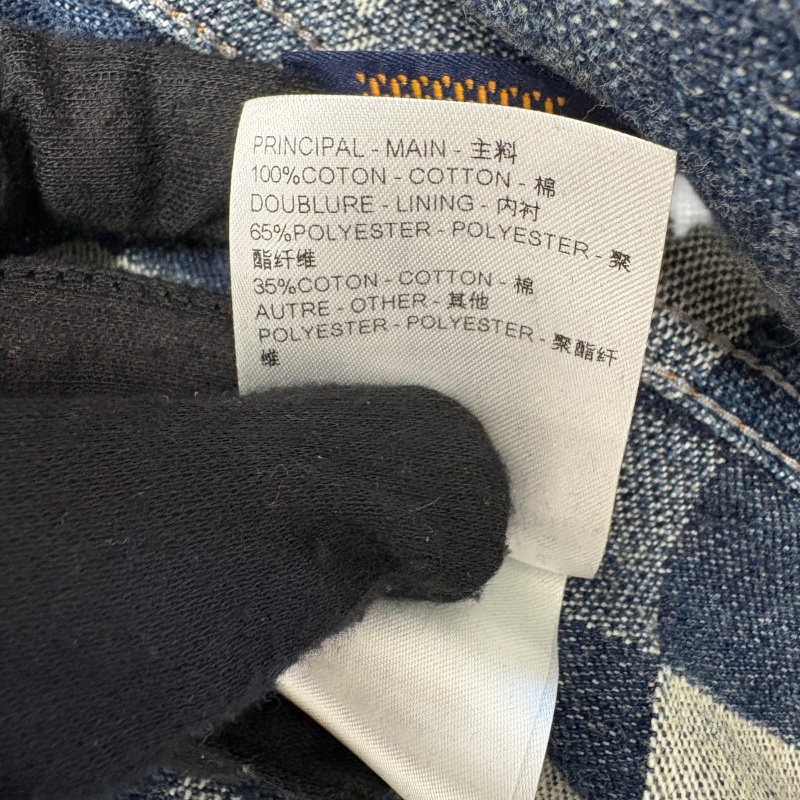 PRINCIPAL - MAIN - 主料
100%COTON - COTTON - 棉
DOUBLURE - LINING - 内衬
65%POLYESTER - POLYESTER - 聚
酯纤维
35%COTON - COTTON - 棉
AUTRE - OTHER - 其他
POLYESTER - POLYESTER - 聚酯纤
维